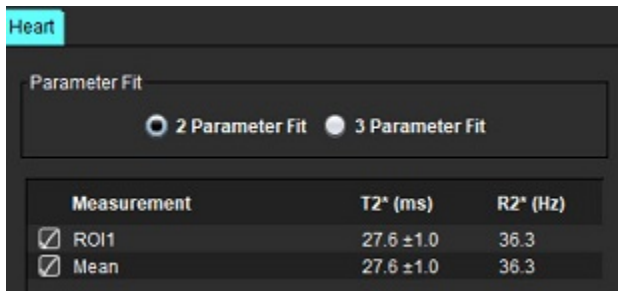 Heart
Parameter Fit
2 Parameter Fit 3 Parameter Fit
Measurement T2* (ms) R2* (Hz)
ROI1 27.6 ±1.0 36.3
Mean 27.6 ±1.0 36.3